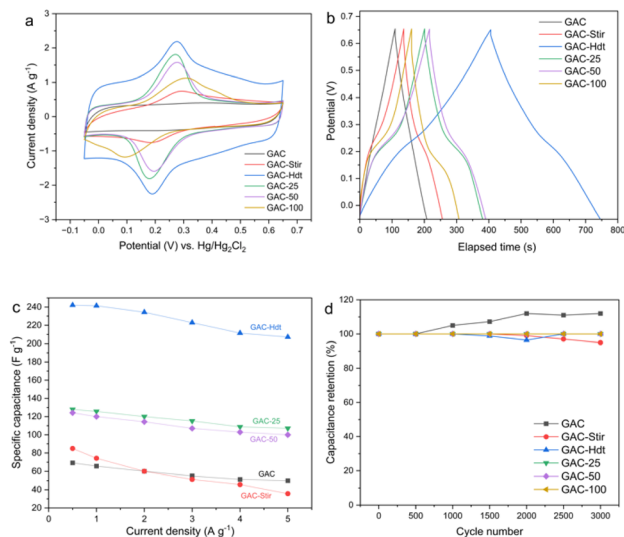 a
3
2
1
0
-1
-2
-3
Current density (A g⁻¹)
GAC
GAC-Stir
GAC-Hdt
GAC-25
GAC-50
GAC-100
−0.1 0.0 0.1 0.2 0.3 0.4 0.5 0.6 0.7
Potential (V) vs. Hg/Hg₂Cl₂
b
0.7
0.6
0.5
0.4
0.3
0.2
0.1
0.0
Potential (V)
GAC
GAC-Stir
GAC-Hdt
GAC-25
GAC-50
GAC-100
0 100 200 300 400 500 600 700 800
Elapsed time (s)
c
240
220
200
180
160
140
120
100
80
60
40
20
Specific capacitance (F g⁻¹)
GAC-Hdt
GAC-25
GAC-50
GAC
GAC-Stir
1 2 3 4 5
Current density (A g⁻¹)
d
120
100
80
60
40
20
0
Capacitance retention (%)
GAC
GAC-Stir
GAC-Hdt
GAC-25
GAC-50
GAC-100
0 500 1000 1500 2000 2500 3000
Cycle number